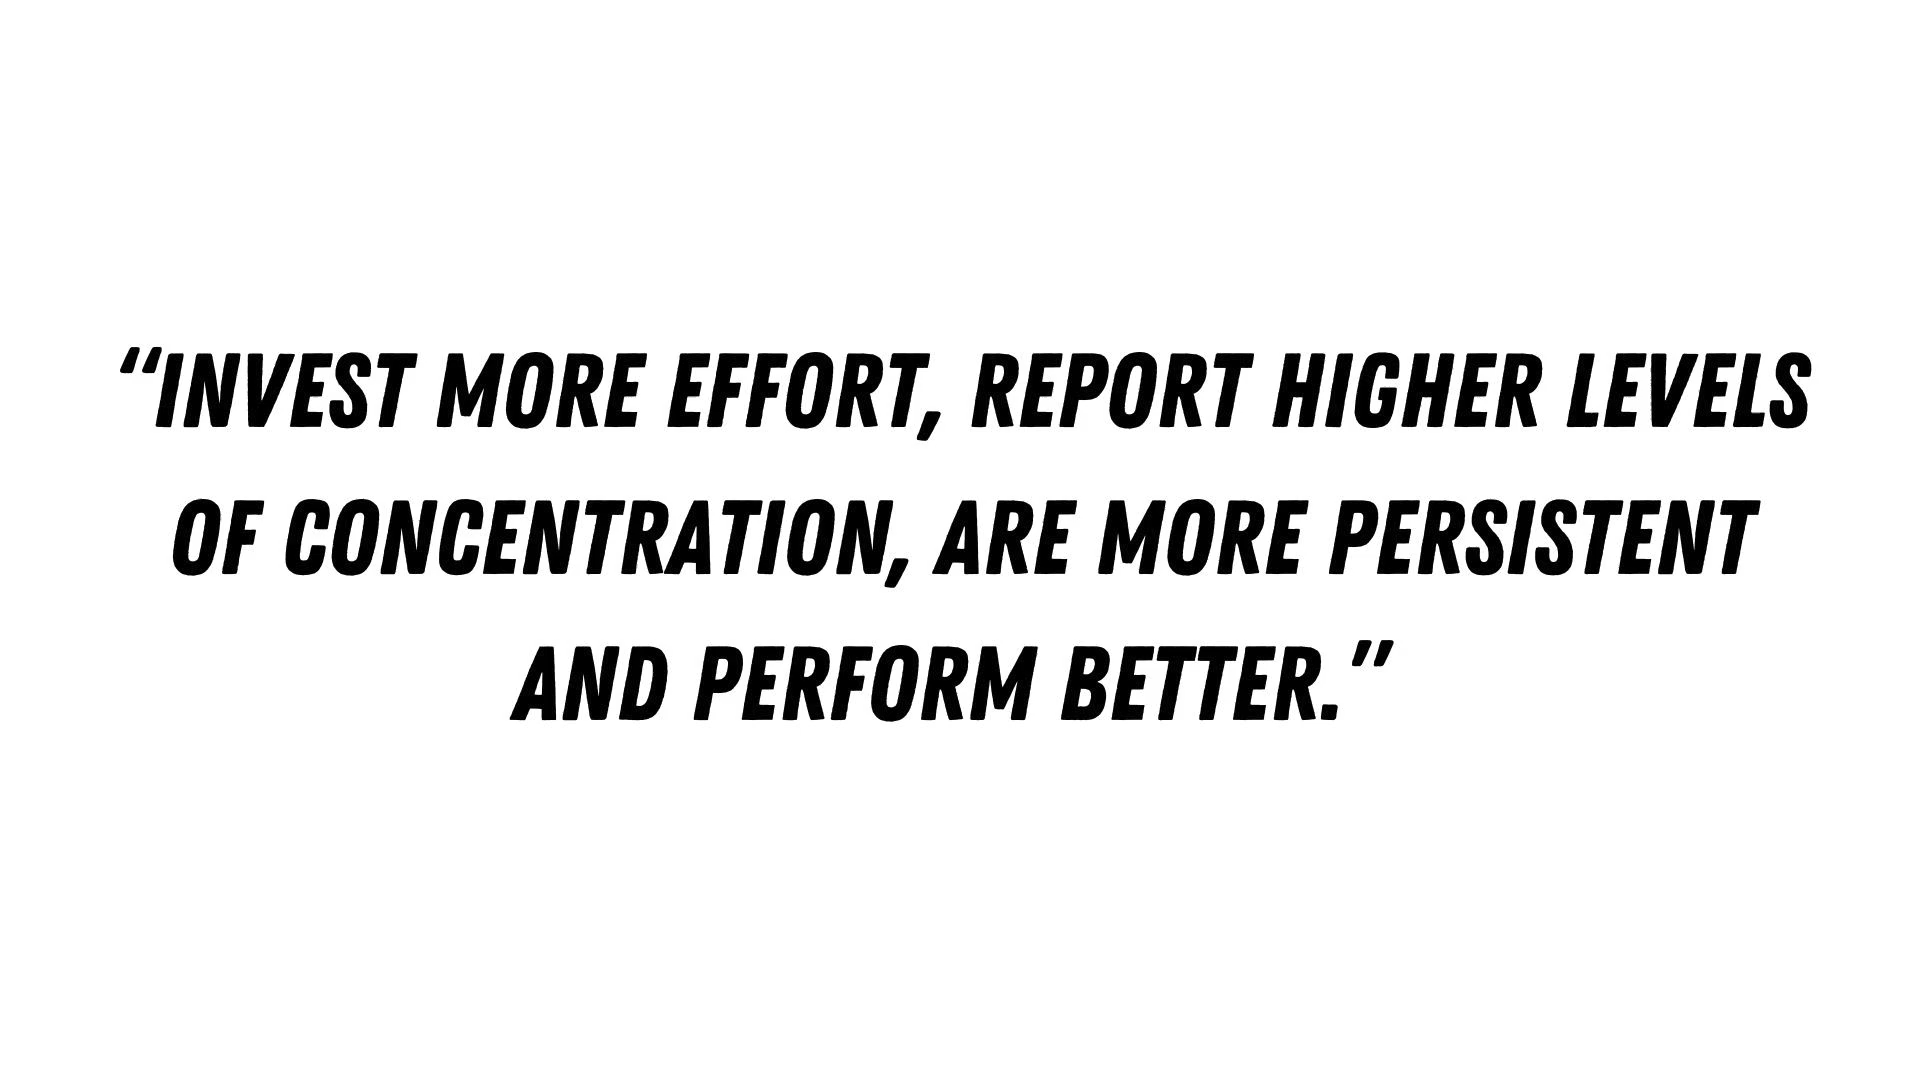 “INVEST MORE EFFORT, REPORT HIGHER LEVELS
OF CONCENTRATION, ARE MORE PERSISTENT
AND PERFORM BETTER.”